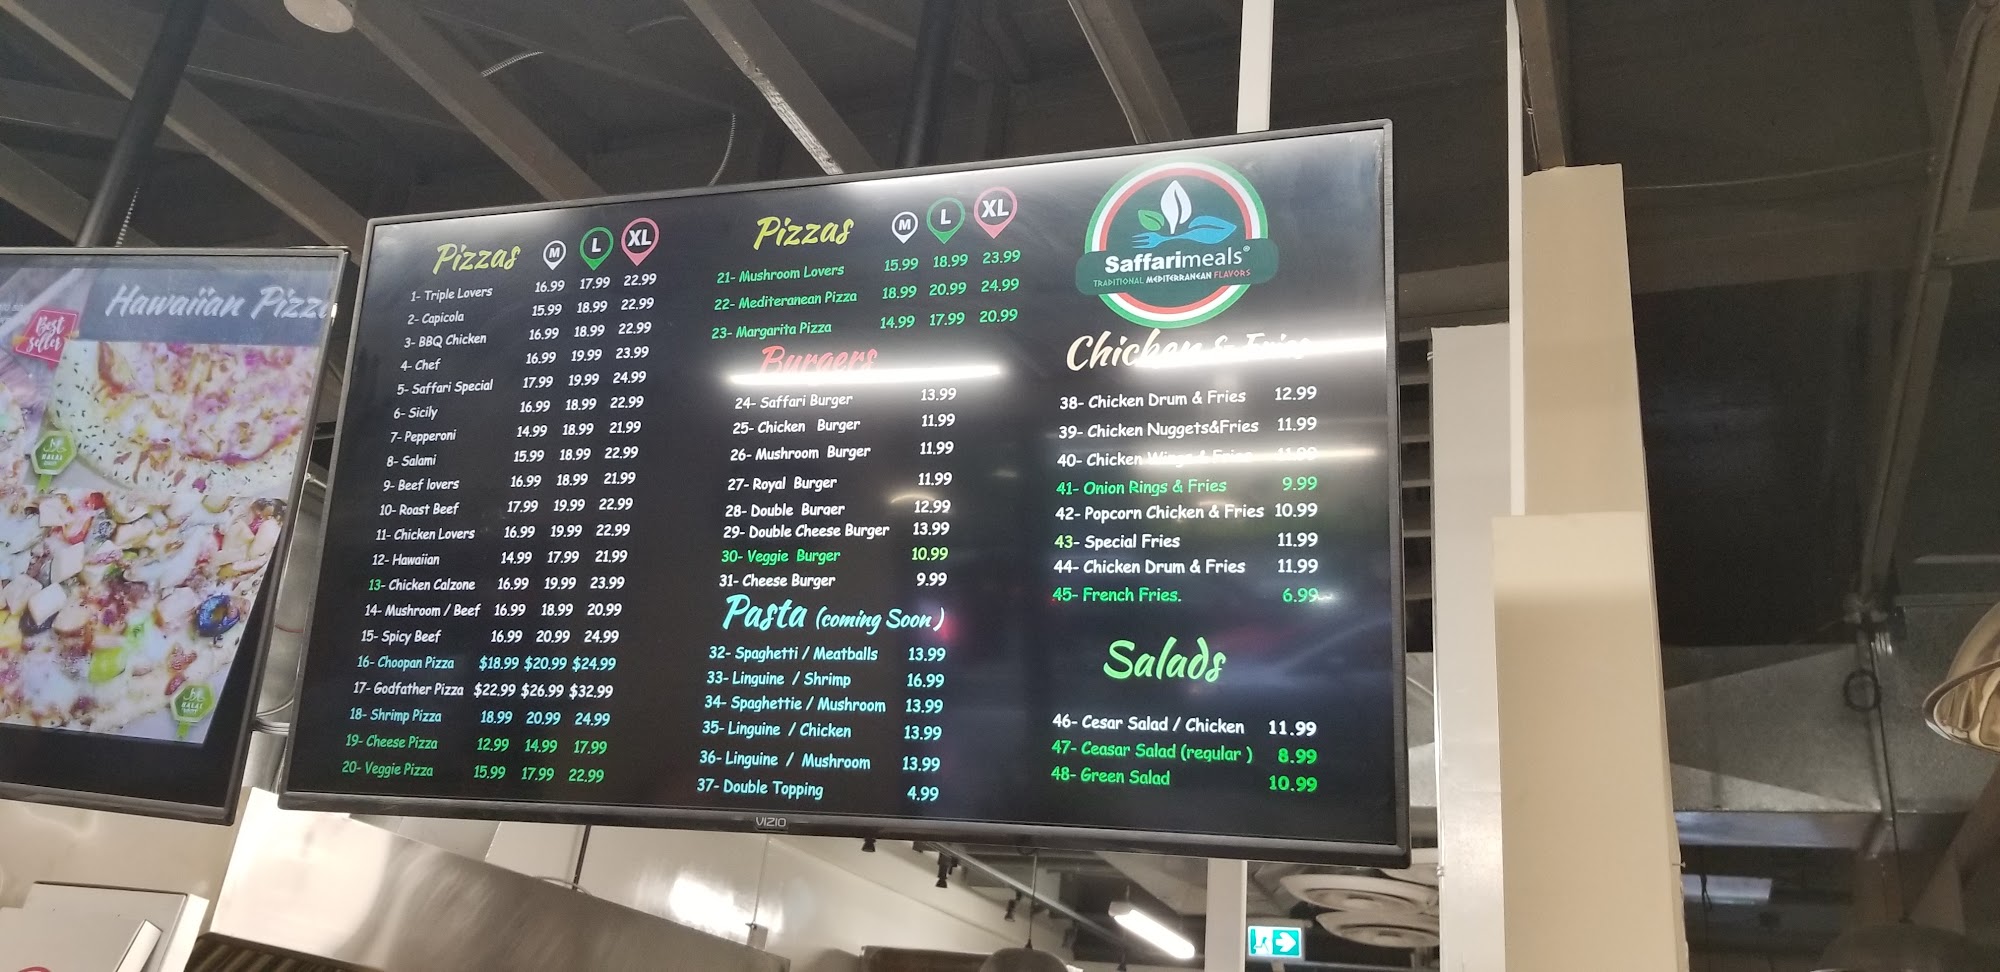 Hawaiian Pizza
Best
Seller
HALAL
HALAL
Pizzas M L XL
1- Triple Lovers 16.99 17.99 22.99
2- Capicola 15.99 18.99 22.99
3- BBQ Chicken 16.99 18.99 22.99
4- Chef 16.99 19.99 23.99
5- Saffari Special 17.99 19.99 24.99
6- Sicily 16.99 18.99 22.99
7- Pepperoni 14.99 18.99 21.99
8- Salami 15.99 18.99 22.99
9- Beef lovers 16.99 18.99 21.99
10- Roast Beef 17.99 19.99 22.99
11- Chicken Lovers 16.99 19.99 22.99
12- Hawaiian 14.99 17.99 21.99
13- Chicken Calzone 16.99 19.99 23.99
14- Mushroom / Beef 16.99 18.99 20.99
15- Spicy Beef 16.99 20.99 24.99
16- Choopan Pizza $18.99 $20.99 $24.99
17- Godfather Pizza $22.99 $26.99 $32.99
18- Shrimp Pizza 18.99 20.99 24.99
19- Cheese Pizza 12.99 14.99 17.99
20- Veggie Pizza 15.99 17.99 22.99
Pizzas M L XL
21- Mushroom Lovers 15.99 18.99 23.99
22- Mediteranean Pizza 18.99 20.99 24.99
23- Margarita Pizza 14.99 17.99 20.99
Burgers
24- Saffari Burger 13.99
25- Chicken Burger 11.99
26- Mushroom Burger 11.99
27- Royal Burger 11.99
28- Double Burger 12.99
29- Double Cheese Burger 13.99
30- Veggie Burger 10.99
31- Cheese Burger 9.99
Pasta (coming Soon)
32- Spaghetti / Meatballs 13.99
33- Linguine / Shrimp 16.99
34- Spaghettie / Mushroom 13.99
35- Linguine / Chicken 13.99
36- Linguine / Mushroom 13.99
37- Double Topping 4.99
Saffarimeals®
TRADITIONAL MEDITERRANEAN FLAVORS
Chicken & Fries
38- Chicken Drum & Fries 12.99
39- Chicken Nuggets&Fries 11.99
40- Chicken Wings & Fries 11.99
41- Onion Rings & Fries 9.99
42- Popcorn Chicken & Fries 10.99
43- Special Fries 11.99
44- Chicken Drum & Fries 11.99
45- French Fries. 6.99
Salads
46- Cesar Salad / Chicken 11.99
47- Ceasar Salad (regular ) 8.99
48- Green Salad 10.99
VIZIO